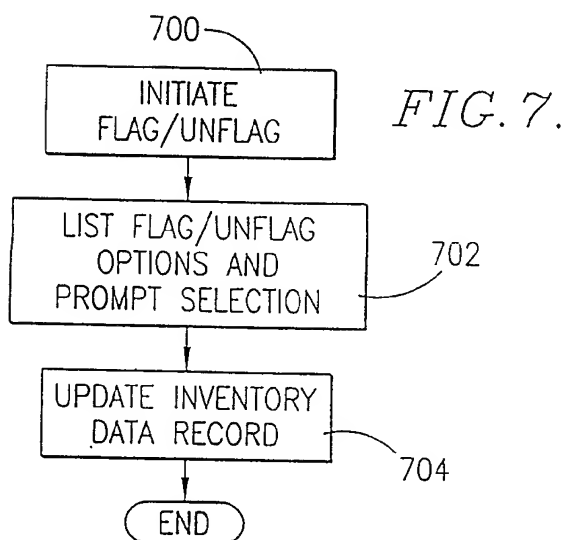 700
INITIATE
FLAG/UNFLAG
FIG. 7.
LIST FLAG/UNFLAG
OPTIONS AND
PROMPT SELECTION
702
UPDATE INVENTORY
DATA RECORD
704
END